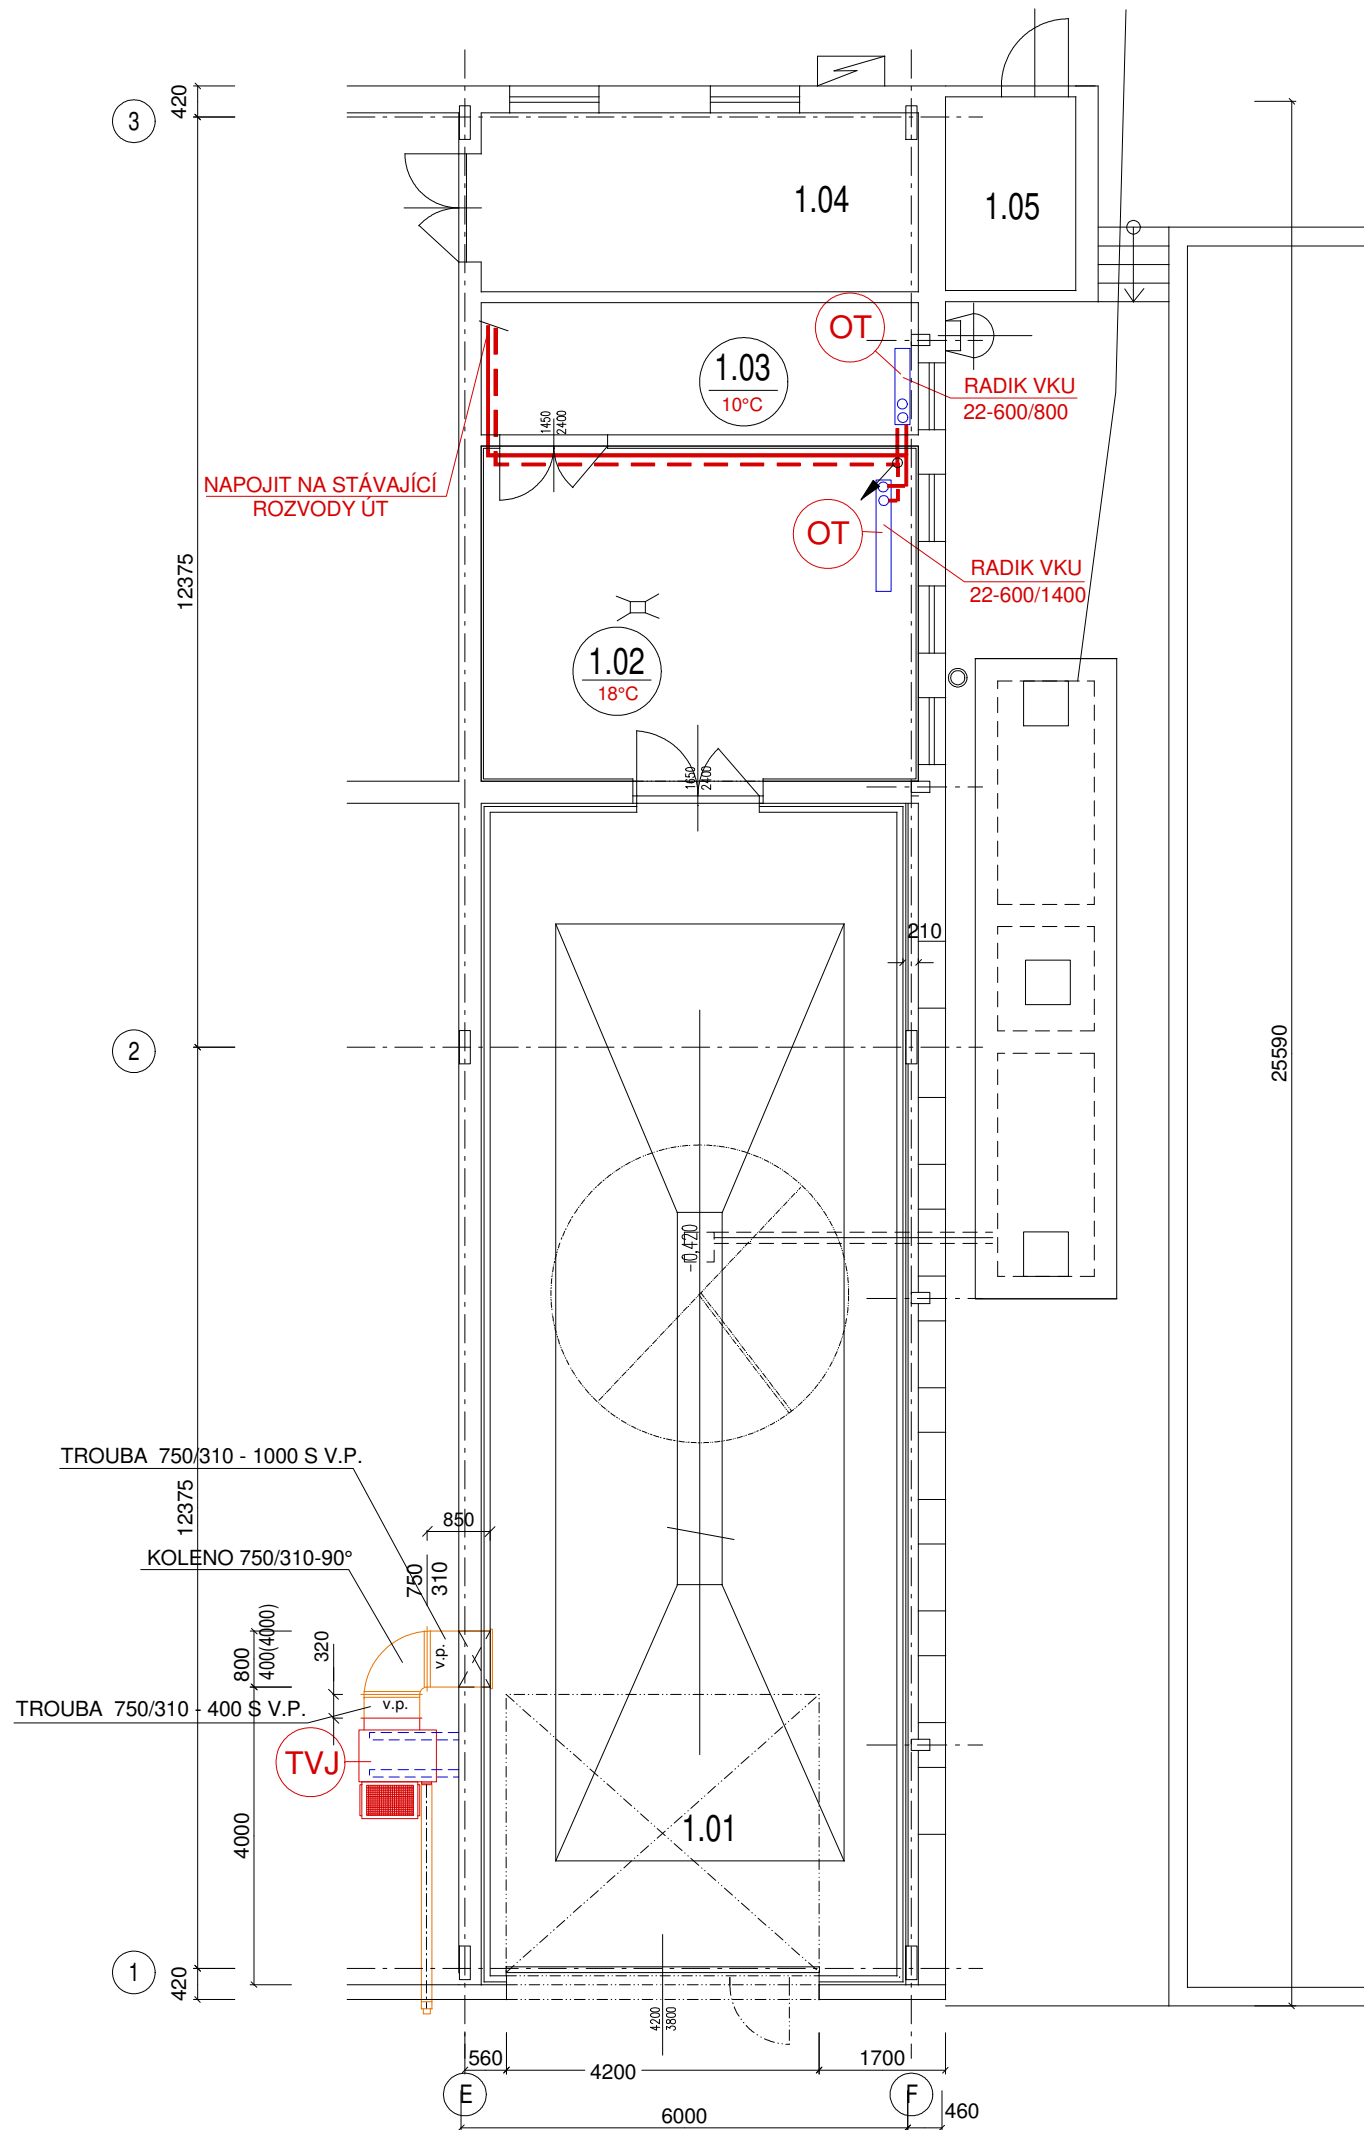 420
3
1.04
1.05
OT
1.03
10°C
RADIK VKU
22-600/800
1450
2400
NAPOJIT NA STÁVAJÍCÍ
ROZVODY ÚT
OT
12375
RADIK VKU
22-600/1400
1.02
18°C
1650
2400
210
2
25590
-0,420
TROUBA 750/310 - 1000 S V.P.
12375
850
KOLENO 750/310-90°
750
310
800
400(4000)
320
v.p.
TROUBA 750/310 - 400 S V.P.
v.p.
TVJ
4000
1.01
1
420
4200
3800
560
4200
1700
E
F
6000
460